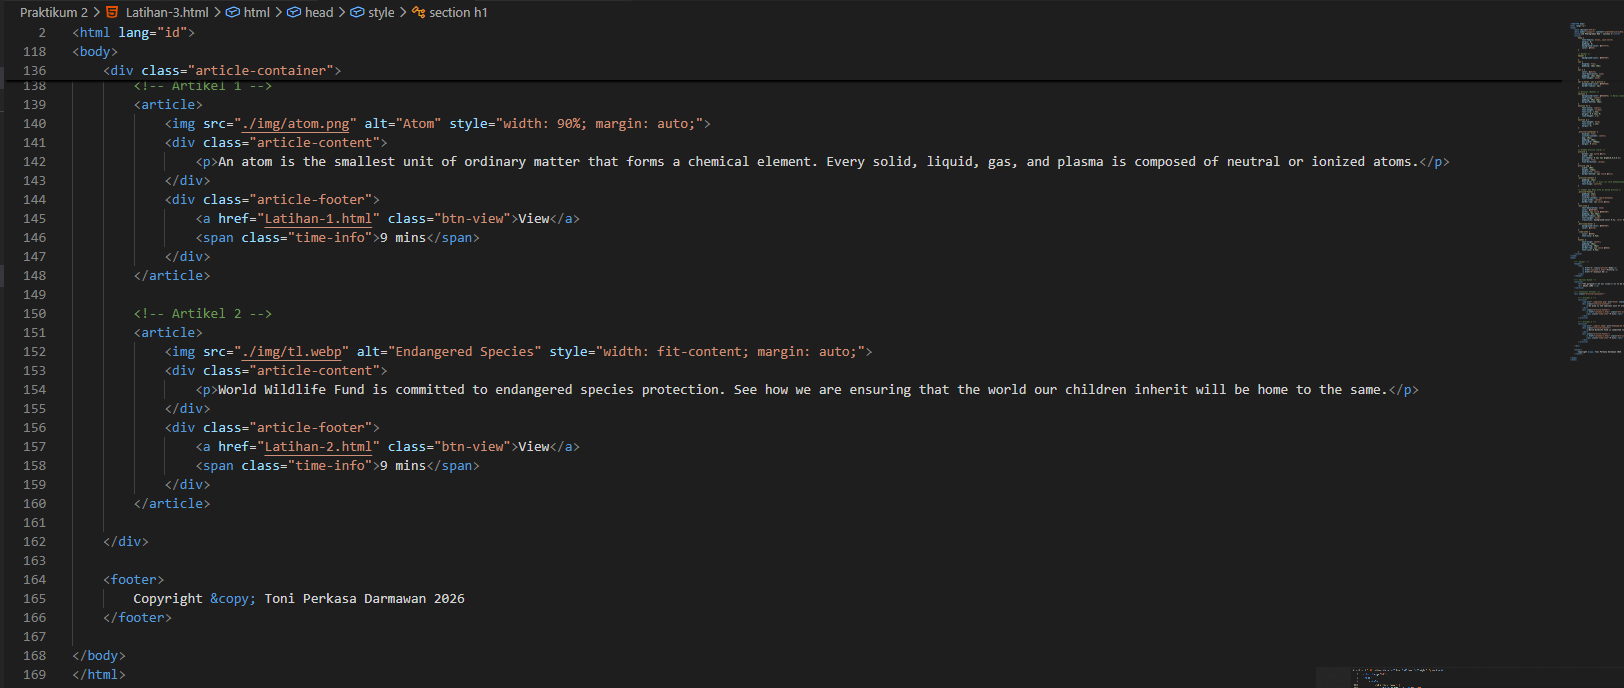 Praktikum 2 > Latihan-3.html > html > head > style > section h1
2 <html lang="id">
118 <body>
136 <div class="article-container">
138 <!-- Artikel 1 -->
139 <article>
140 <img src="./img/atom.png" alt="Atom" style="width: 90%; margin: auto;">
141 <div class="article-content">
142 <p>An atom is the smallest unit of ordinary matter that forms a chemical element. Every solid, liquid, gas, and plasma is composed of neutral or ionized atoms.</p>
143 </div>
144 <div class="article-footer">
145 <a href="Latihan-1.html" class="btn-view">View</a>
146 <span class="time-info">9 mins</span>
147 </div>
148 </article>
149
150 <!-- Artikel 2 -->
151 <article>
152 <img src="./img/tl.webp" alt="Endangered Species" style="width: fit-content; margin: auto;">
153 <div class="article-content">
154 <p>World Wildlife Fund is committed to endangered species protection. See how we are ensuring that the world our children inherit will be home to the same.</p>
155 </div>
156 <div class="article-footer">
157 <a href="Latihan-2.html" class="btn-view">View</a>
158 <span class="time-info">9 mins</span>
159 </div>
160 </article>
161
162 </div>
163
164 <footer>
165 Copyright &copy; Toni Perkasa Darmawan 2026
166 </footer>
167
168 </body>
169 </html>